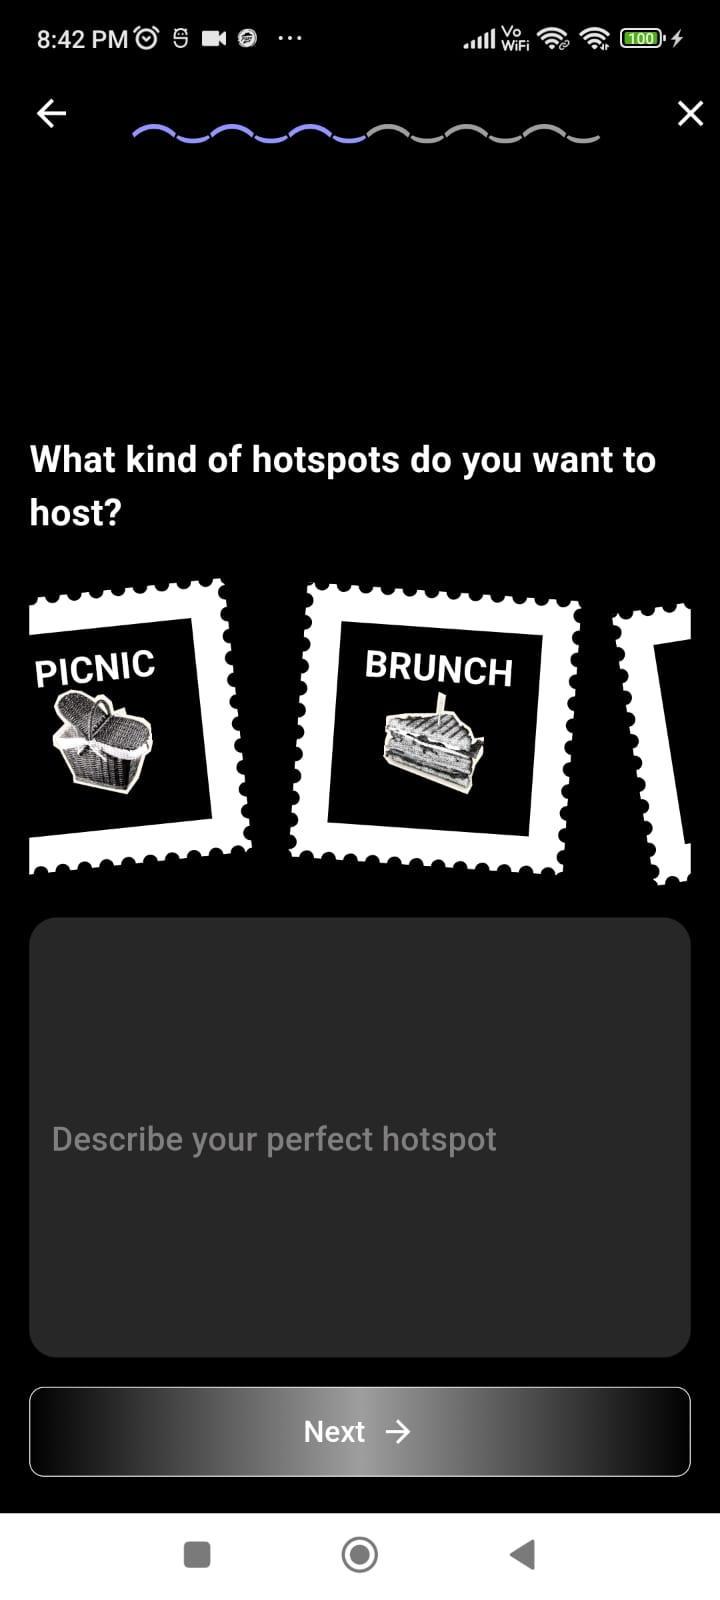 8:42 PM
Vo
WiFi
100
What kind of hotspots do you want to
host?
PICNIC
BRUNCH
Describe your perfect hotspot
Next